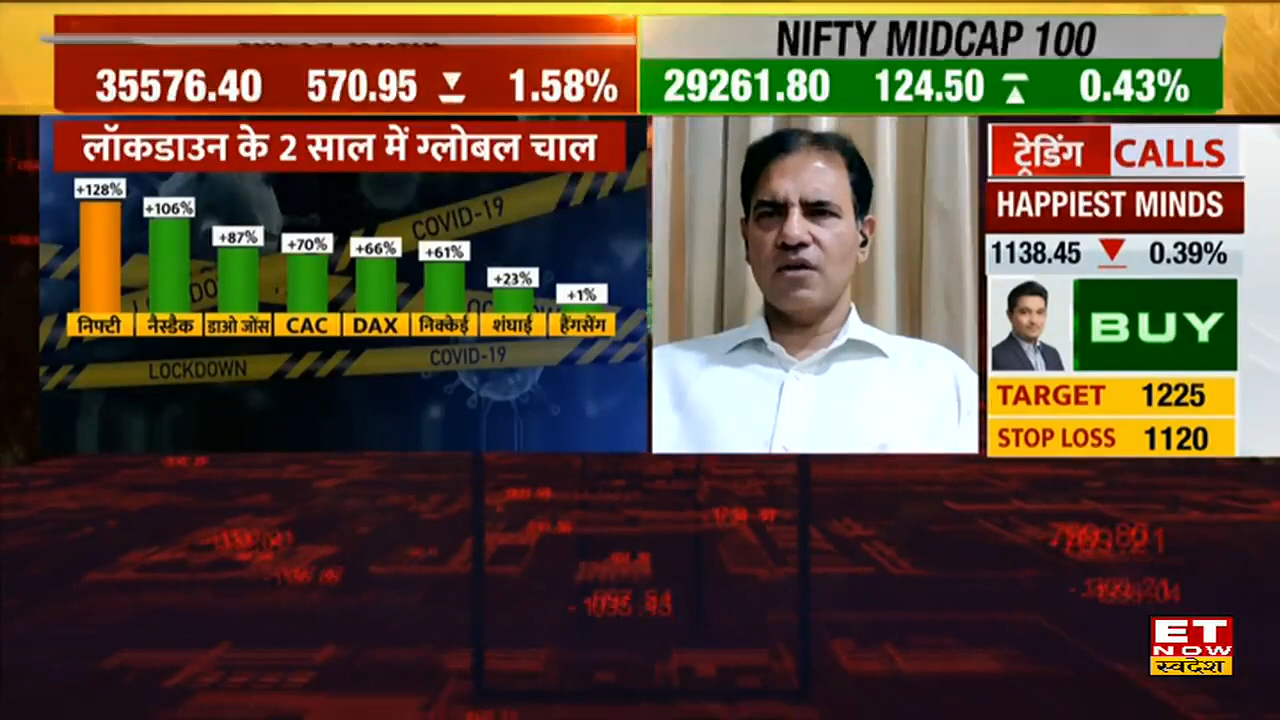 35576.40 570.95 1.58%
NIFTY MIDCAP 100
29261.80 124.50 0.43%
लॉकडाउन के 2 साल में ग्लोबल चाल
+128%
+106%
+87%
+70%
+66%
+61%
+23%
+1%
निफ्टी नैस्डैक डाओ जोंस CAC DAX निक्केई शंघाई हैंगसेंग
COVID-19
LOCKDOWN
COVID-19
ट्रेडिंग CALLS
HAPPIEST MINDS
1138.45 0.39%
BUY
TARGET 1225
STOP LOSS 1120
ET
NOW
स्वदेश